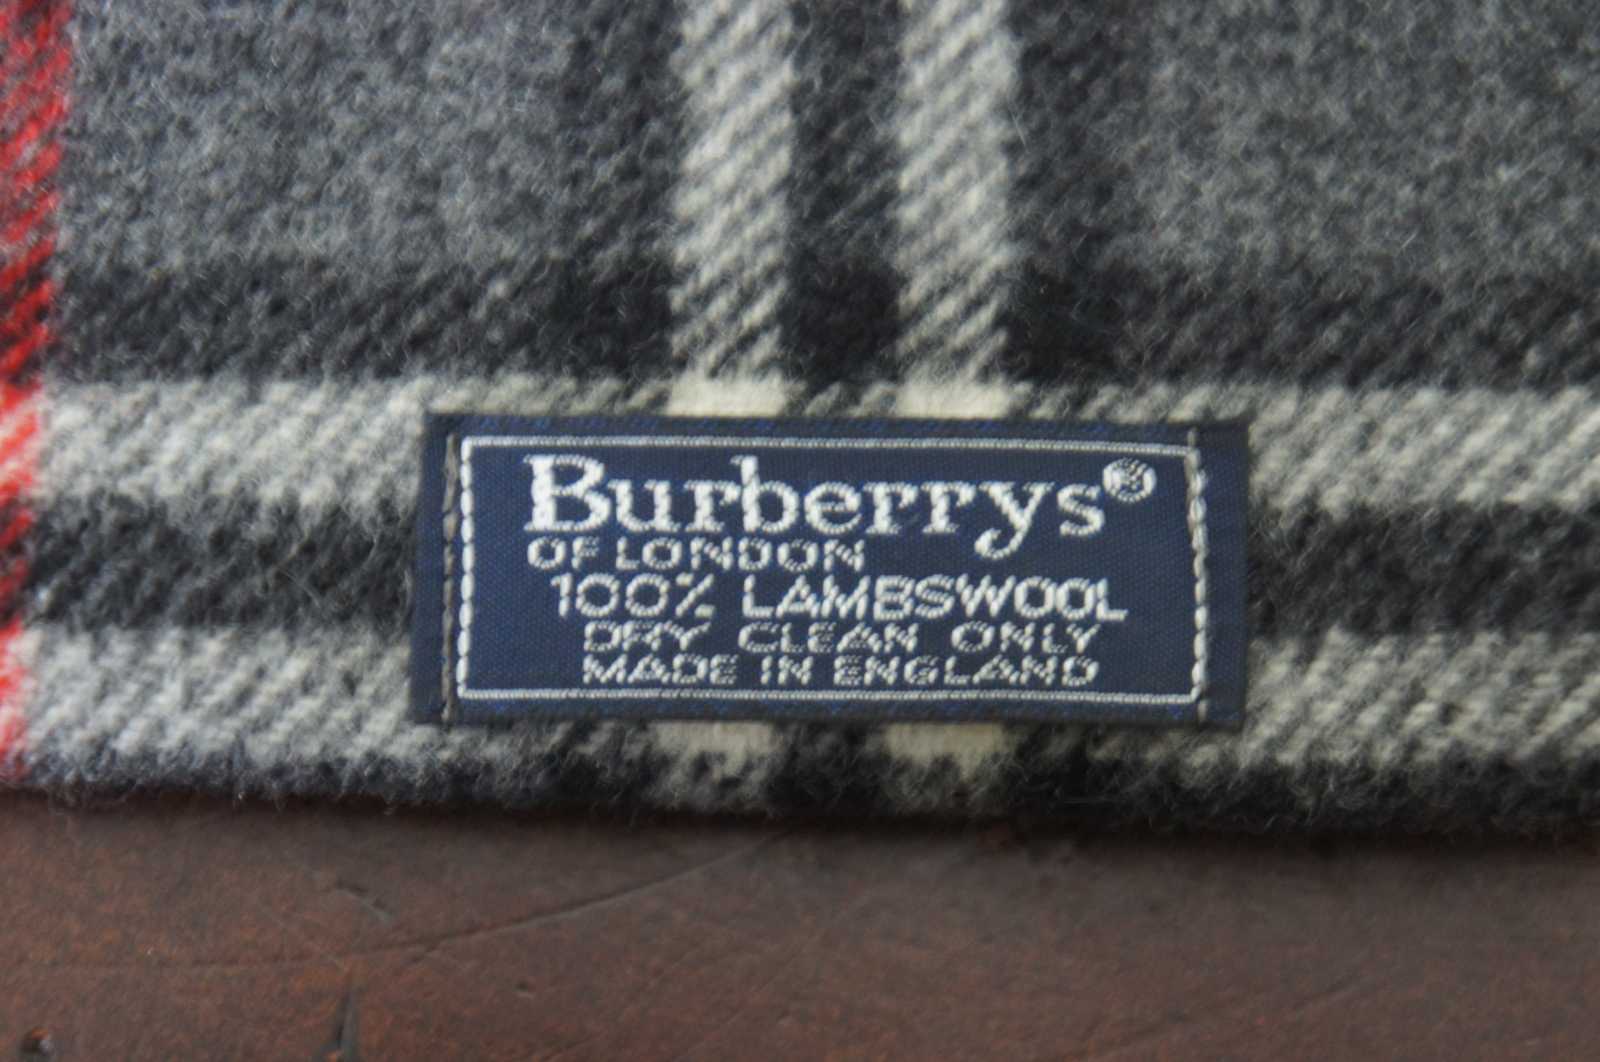 Burberrys®
OF LONDON
100% LAMBSWOOL
DRY CLEAN ONLY
MADE IN ENGLAND